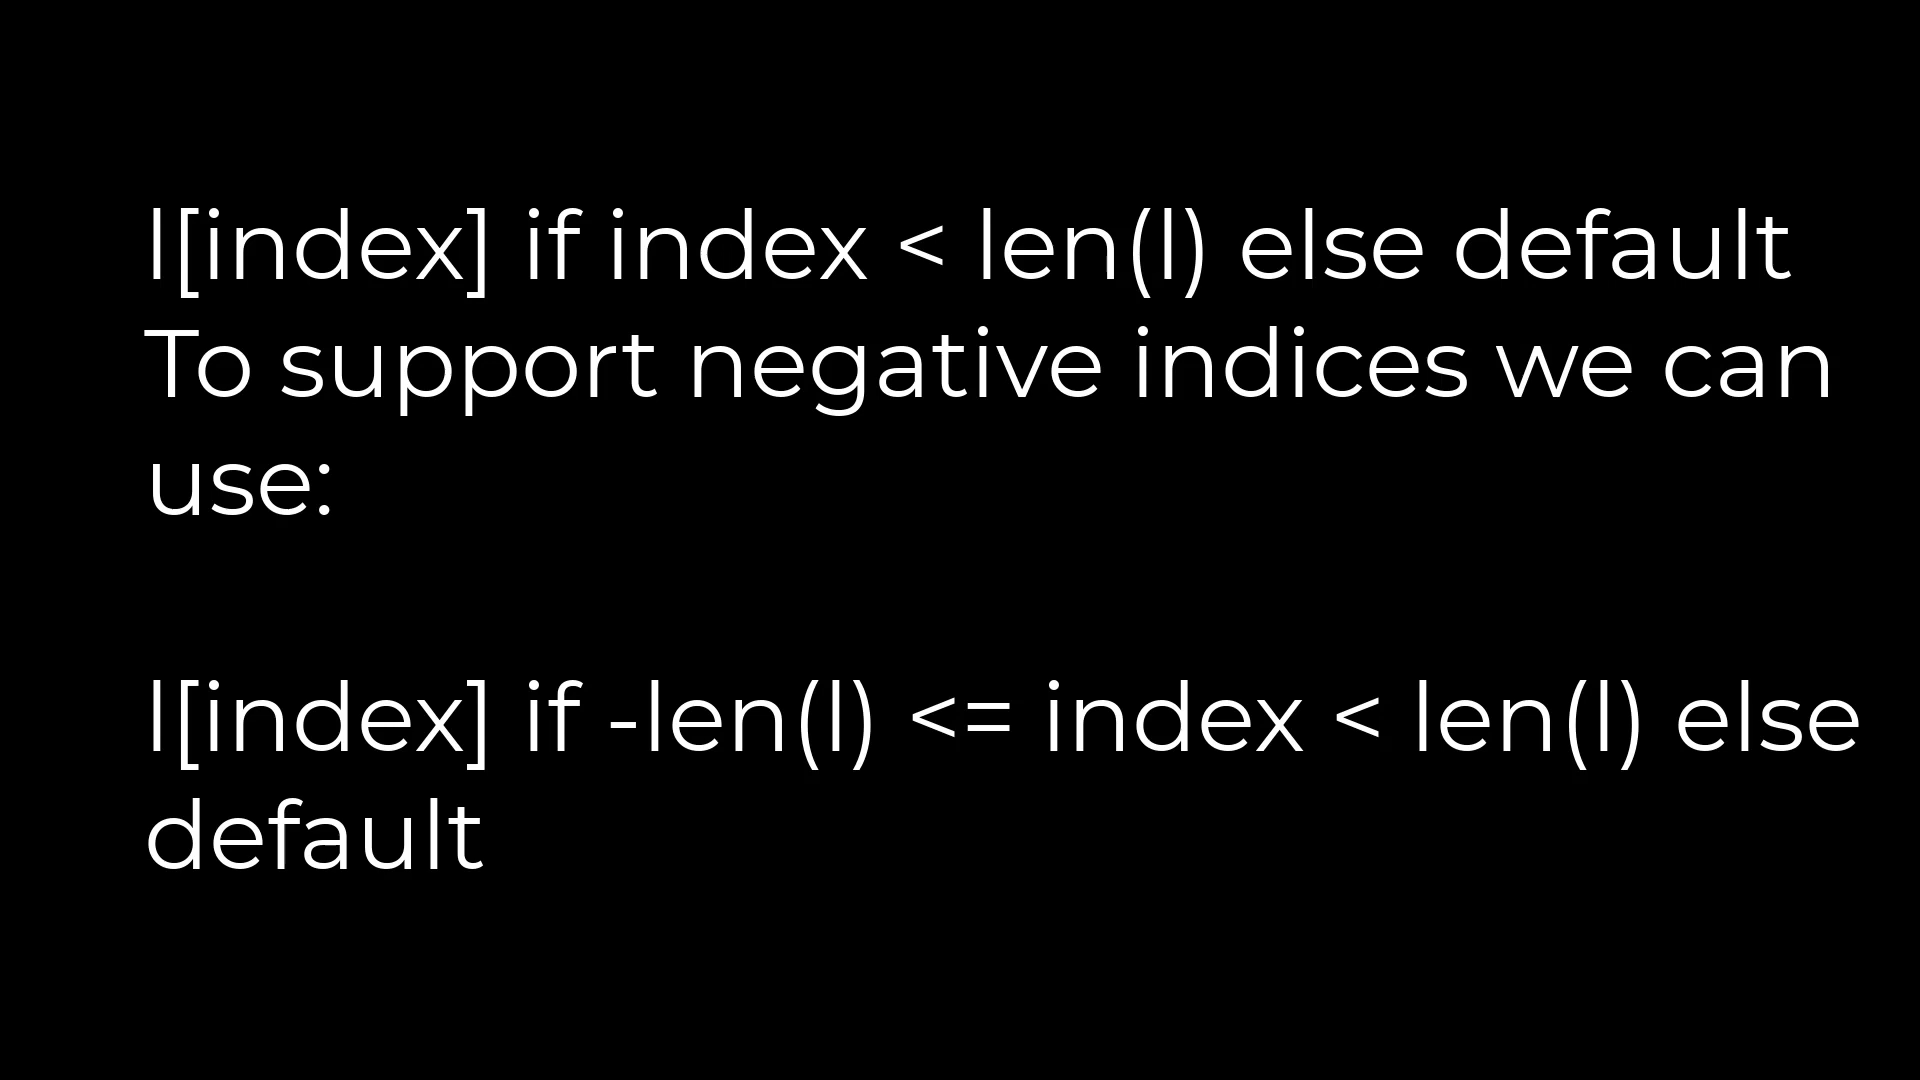 l[index] if index < len(l) else default
To support negative indices we can
use:
l[index] if -len(l) <= index < len(l) else
default